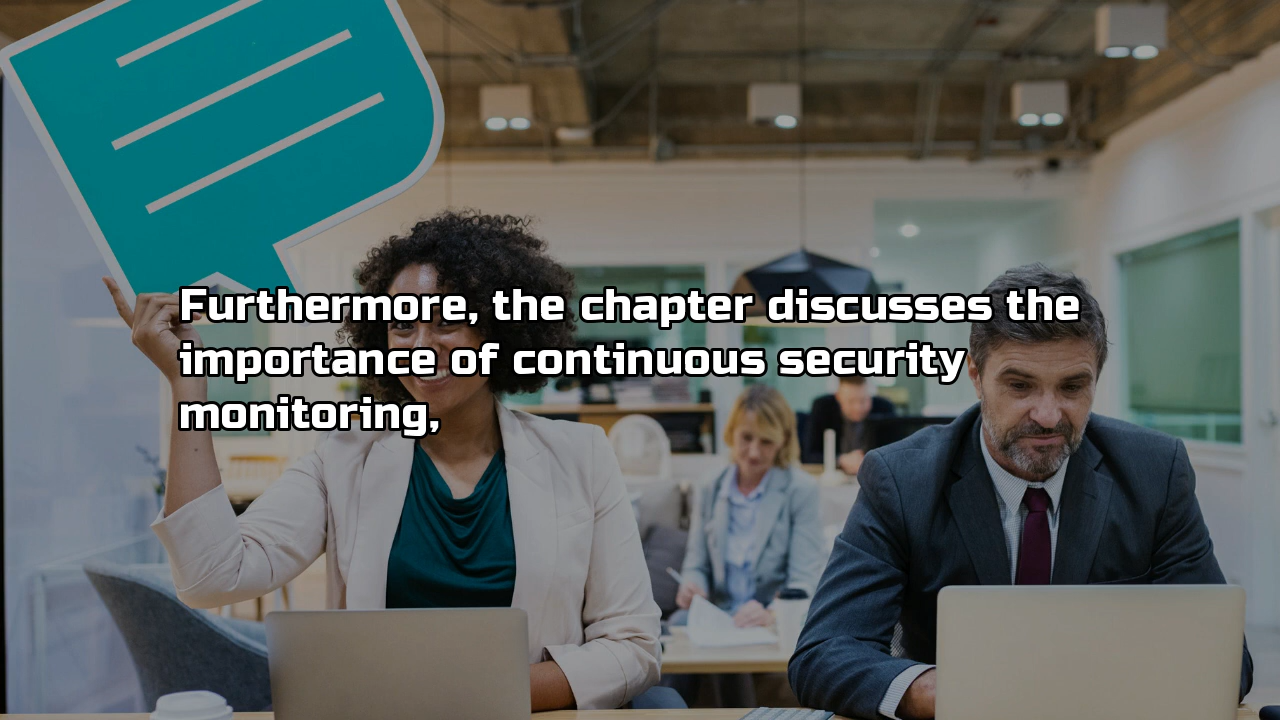 Furthermore, the chapter discusses the
importance of continuous security
monitoring,